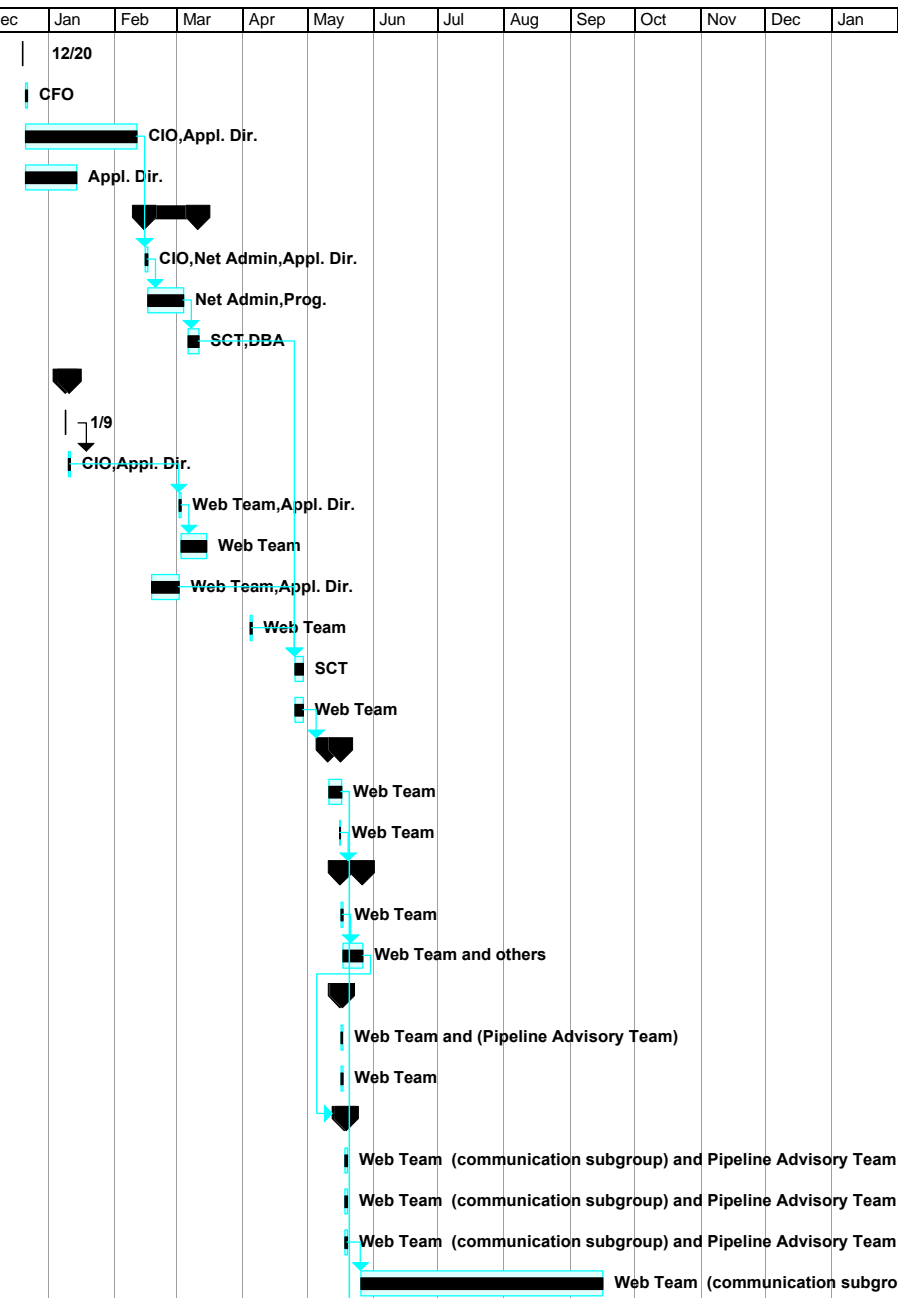 ec Jan Feb Mar Apr May Jun Jul Aug Sep Oct Nov Dec Jan
12/20
CFO
CIO,Appl. Dir.
Appl. Dir.
CIO,Net Admin,Appl. Dir.
Net Admin,Prog.
SCT,DBA
1/9
CIO,Appl. Dir.
Web Team,Appl. Dir.
Web Team
Web Team,Appl. Dir.
Web Team
SCT
Web Team
Web Team
Web Team
Web Team
Web Team and others
Web Team and (Pipeline Advisory Team)
Web Team
Web Team (communication subgroup) and Pipeline Advisory Team
Web Team (communication subgroup) and Pipeline Advisory Team
Web Team (communication subgroup) and Pipeline Advisory Team
Web Team (communication subgro